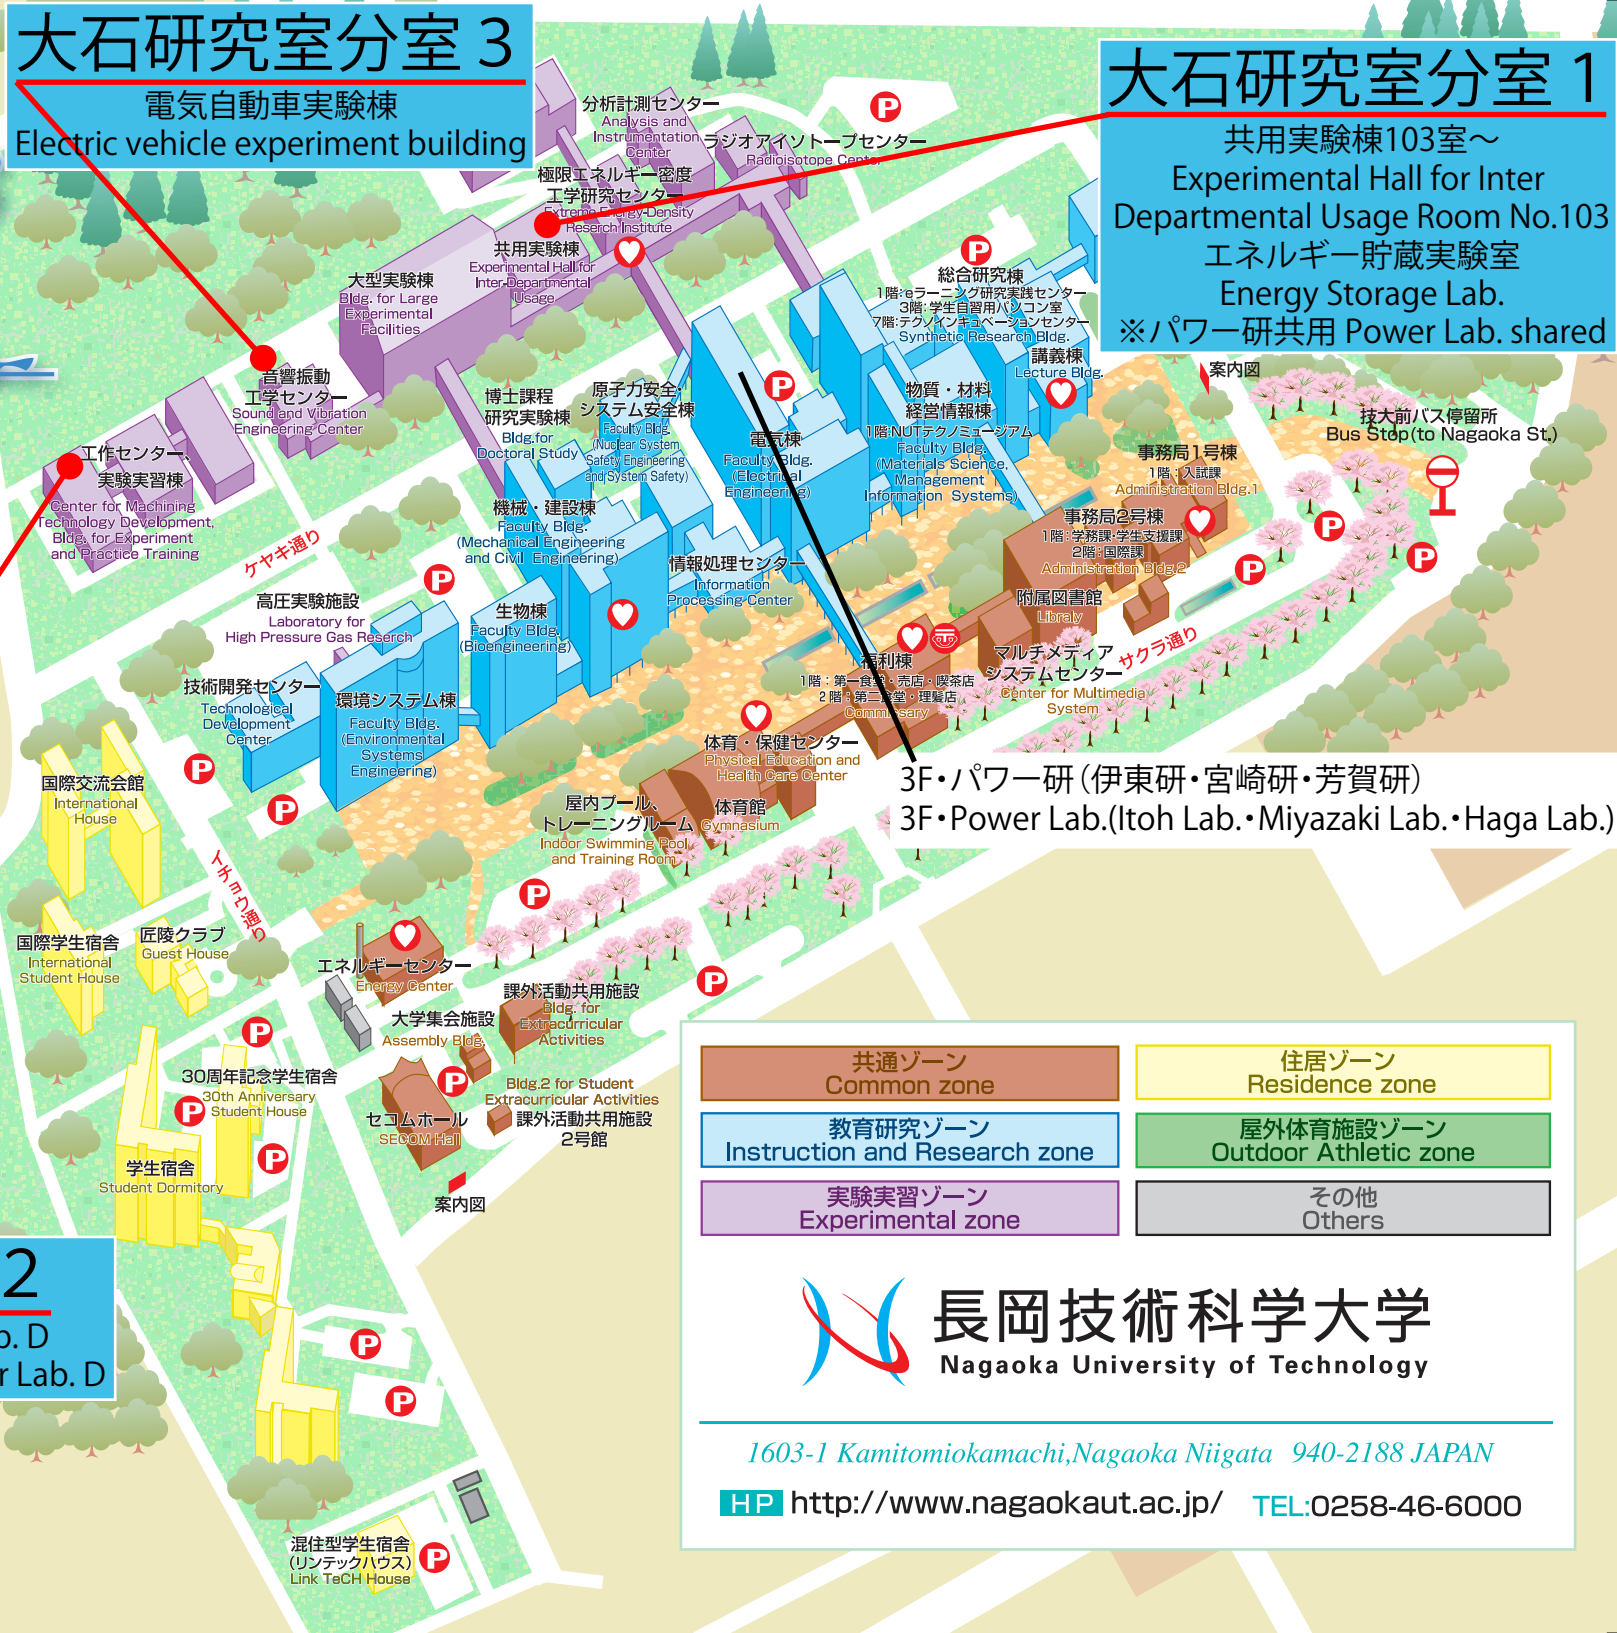 大石研究室分室 3
電気自動車実験棟
Electric vehicle experiment building
大石研究室分室 1
共用実験棟103室～
Experimental Hall for Inter
Departmental Usage Room No.103
エネルギー貯蔵実験室
Energy Storage Lab.
※パワー研共用 Power Lab. shared
分析計測センター
Analysis and
Instrumentation
Center
ラジオアイソトープセンター
Radioisotope Center
極限エネルギー密度
工学研究センター
Extreme Energy-Density
Reserch Institute
共用実験棟
Experimental Hall for
Inter-Departmental
Usage
大型実験棟
Bldg. for Large
Experimental
Facilities
音響振動
工学センター
Sound and Vibration
Engineering Center
工作センター、
実験実習棟
Center for Machining
Technology Development,
Bldg. for Experiment
and Practice Training
ケヤキ通り
総合研究棟
1階:eラーニング研究実践センター
3階:学生自習用パソコン室
7階:テクノインキュベーションセンター
Synthetic Research Bldg.
講義棟
Lecture Bldg.
案内図
技大前バス停留所
Bus Stop(to Nagaoka St.)
博士課程
研究実験棟
Bldg.for
Doctoral Study
原子力安全・
システム安全棟
Faculty Bldg.
(Nuclear System
Safety Engineering
and System Safety)
電気棟
Faculty Bldg.
(Electrical
Engineering)
物質・材料
経営情報棟
1階:NUTテクノミュージアム
Faculty Bldg.
(Materials Science,
Management
Information Systems)
事務局1号棟
1階:入試課
Administration Bldg.1
事務局2号棟
1階:学務課・学生支援課
2階:国際課
Administration Bldg.2
機械・建設棟
Faculty Bldg.
(Mechanical Engineering
and Civil Engineering)
情報処理センター
Information
Processing Center
高圧実験施設
Laboratory for
High Pressure Gas Reserch
生物棟
Faculty Bldg.
(Bioengineering)
附属図書館
Libraly
サクラ通り
福利棟
1階：第一食堂・売店・喫茶店
2階：第二食堂・理髪店
Commissary
マルチメディア
システムセンター
Center for Multimedia
System
技術開発センター
Technological
Development
Center
環境システム棟
Faculty Bldg.
(Environmental
Systems
Engineering)
体育・保健センター
Physical Education and
Health Care Center
3F・パワー研（伊東研・宮崎研・芳賀研）
3F・Power Lab.(Itoh Lab.・Miyazaki Lab.・Haga Lab.)
国際交流会館
International
House
屋内プール、
トレーニングルーム
Indoor Swimming Pool
and Training Room
体育館
Gymnasium
イチョウ通り
国際学生宿舎
International
Student House
匠陵クラブ
Guest House
エネルギーセンター
Energy Center
課外活動共用施設
Bldg. for
Extracurricular
Activities
大学集会施設
Assembly Bldg.
30周年記念学生宿舎
30th Anniversary
Student House
Bldg.2 for Student
Extracurricular Activities
課外活動共用施設
2号館
セコムホール
SECOM Hall
案内図
学生宿舎
Student Dormitory
2
b. D
r Lab. D
混住型学生宿舎
(リンテックハウス)
Link TeCH House
共通ゾーン
Common zone
住居ゾーン
Residence zone
教育研究ゾーン
Instruction and Research zone
屋外体育施設ゾーン
Outdoor Athletic zone
実験実習ゾーン
Experimental zone
その他
Others
長岡技術科学大学
Nagaoka University of Technology
1603-1 Kamitomiokamachi,Nagaoka Niigata 940-2188 JAPAN
HP http://www.nagaokaut.ac.jp/ TEL:0258-46-6000